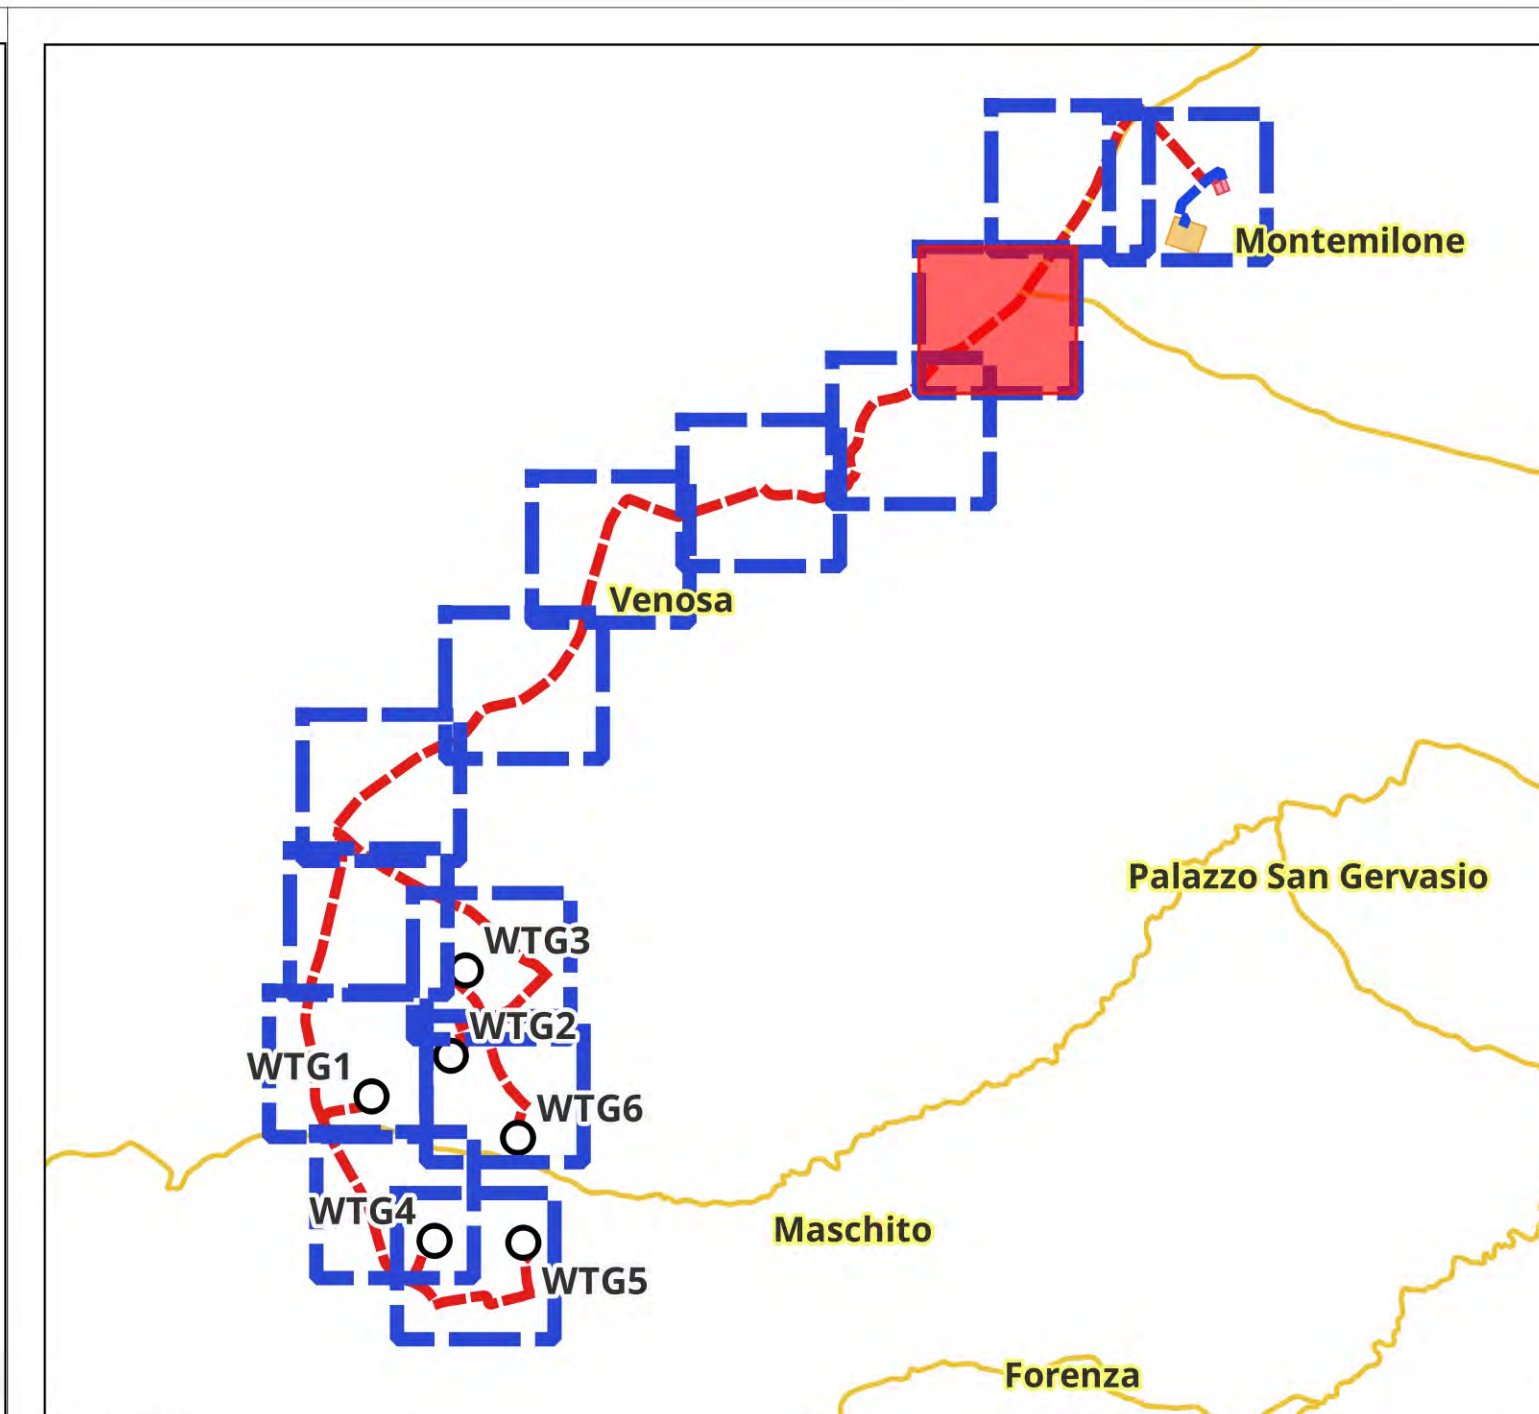 Montemilone
Venosa
Palazzo San Gervasio
WTG3
WTG2
WTG1
WTG6
WTG4
Maschito
WTG5
Forenza